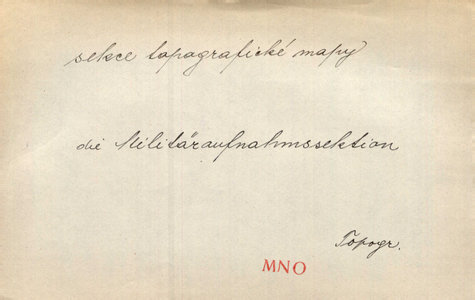 sekce topografické mapy
die Militäraufnahmssektion
Topogr.
MNO